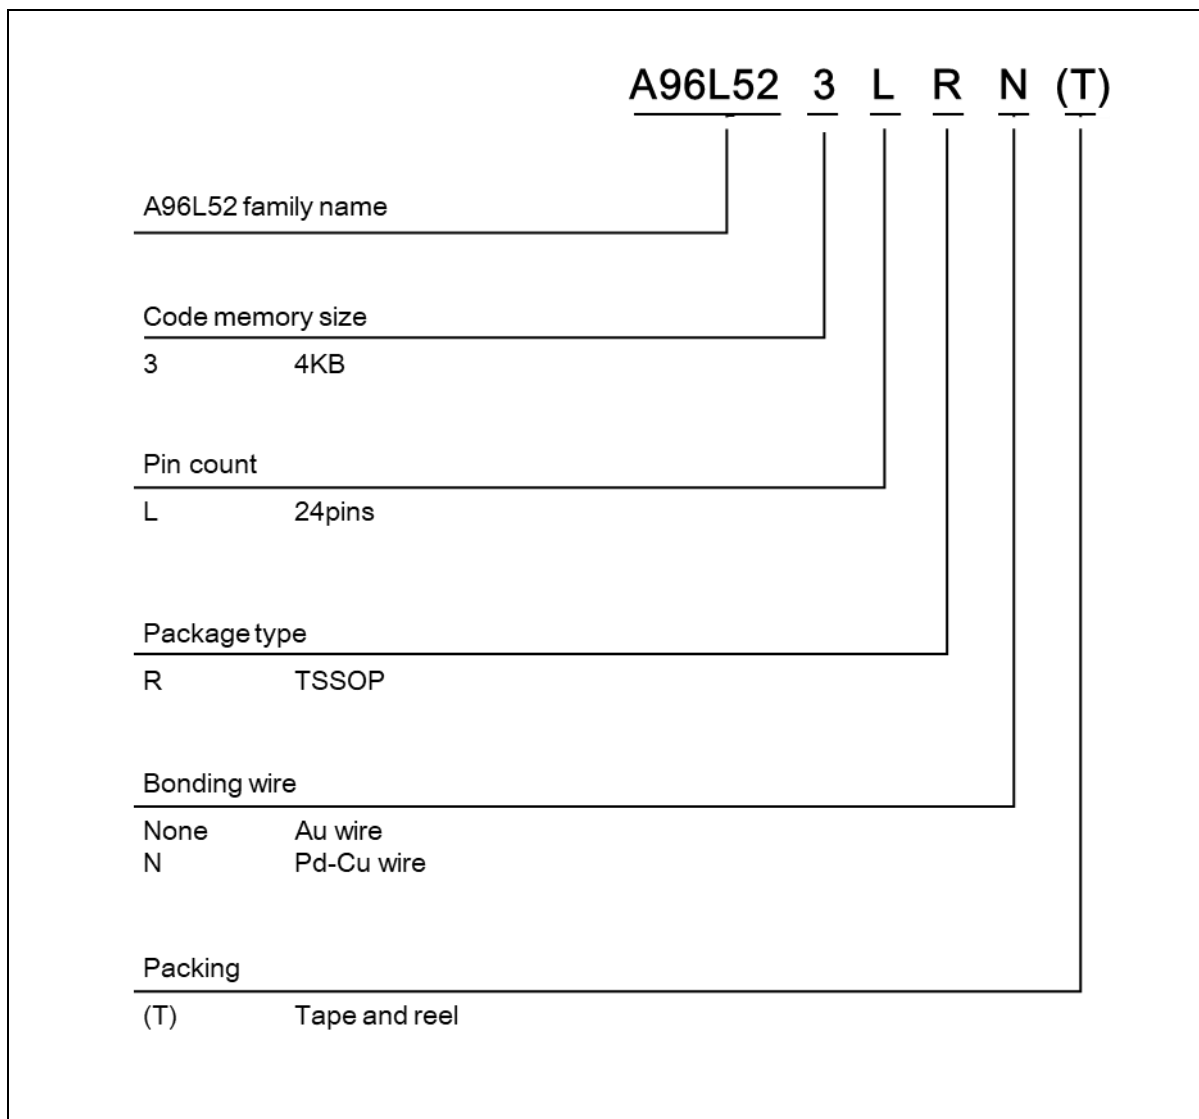 A96L52 3 L R N (T)
A96L52 family name
Code memory size
3 4KB
Pin count
L 24pins
Package type
R TSSOP
Bonding wire
None Au wire
N Pd-Cu wire
Packing
(T) Tape and reel